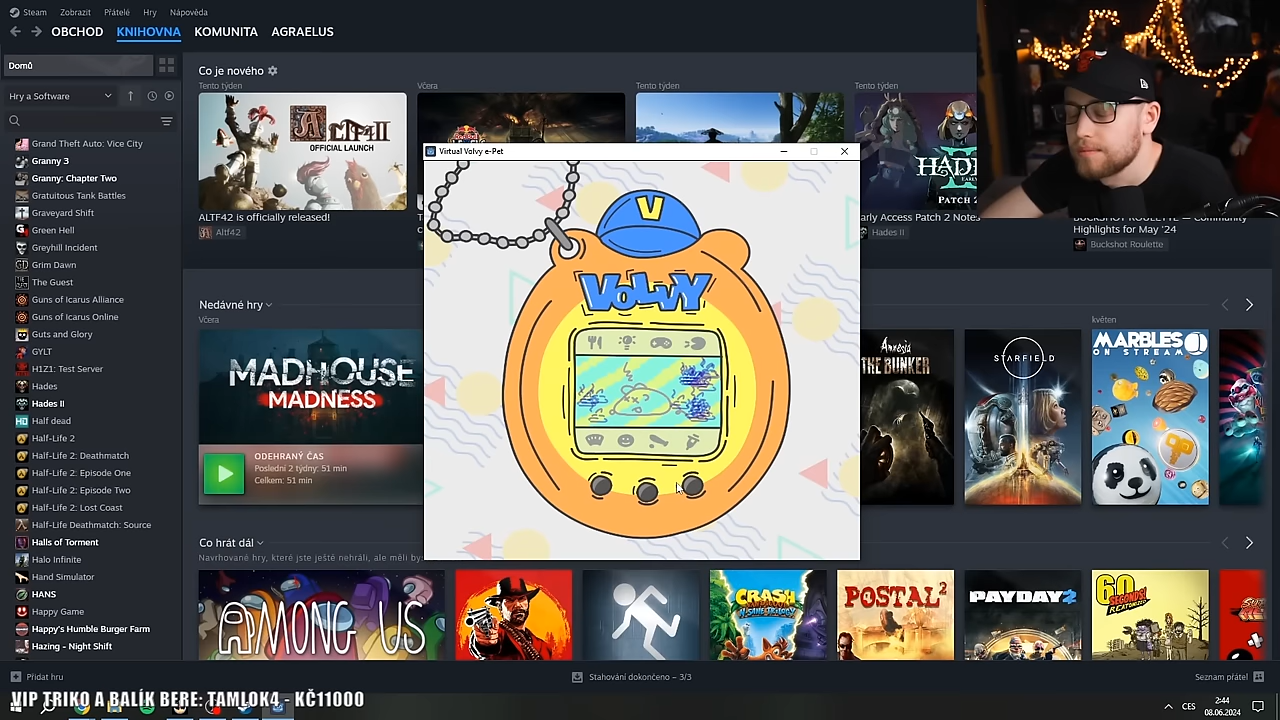 Steam Zobrazit Přátelé Hry Nápověda
OBCHOD KNIHOVNA KOMUNITA AGRAELUS
Domů
Hry a Software
Grand Theft Auto: Vice City
Granny 3
Granny: Chapter Two
Gratuitous Tank Battles
Graveyard Shift
Green Hell
Greyhill Incident
Grim Dawn
The Guest
Guns of Icarus Alliance
Guns of Icarus Online
Guts and Glory
GYLT
H1Z1: Test Server
Hades
Hades II
Half dead
Half-Life 2
Half-Life 2: Deathmatch
Half-Life 2: Episode One
Half-Life 2: Episode Two
Half-Life 2: Lost Coast
Half-Life Deathmatch: Source
Halls of Torment
Halo Infinite
Hand Simulator
HANS
Happy Game
Happy's Humble Burger Farm
Hazing - Night Shift
Co je nového
Tento týden
Včera
Tento týden
Tento týden
ALTF4II
OFFICIAL LAUNCH
ALTF42 is officially released!
Altf42
HAD
PATCH 2
arly Access Patch 2 Notes
Hades II
BUCKSHOT ROULETTE — Community
Highlights for May '24
Buckshot Roulette
Virtual Volvy e-Pet
V
VOLVY
Nedávné hry
Včera
květen
MADHOUSE
MADNESS
ODEHRANÝ ČAS
Poslední 2 týdny: 51 min
Celkem: 51 min
Amnesia
THE BUNKER
STARFIELD
MARBLES
ON STREAM
Co hrát dál
Navrhované hry, které jste ještě nehráli, ale měli by
AMONG US
CRASH
POSTAL 2
PAYDAY 2
60
SECONDS!
REATOMIZED
Přidat hru
Stahování dokončeno – 3/3
Seznam přátel
VIP TRIKO A BALÍK BERE: TAMLOK4 - KČ11000
CES
2:44
08.06.2024